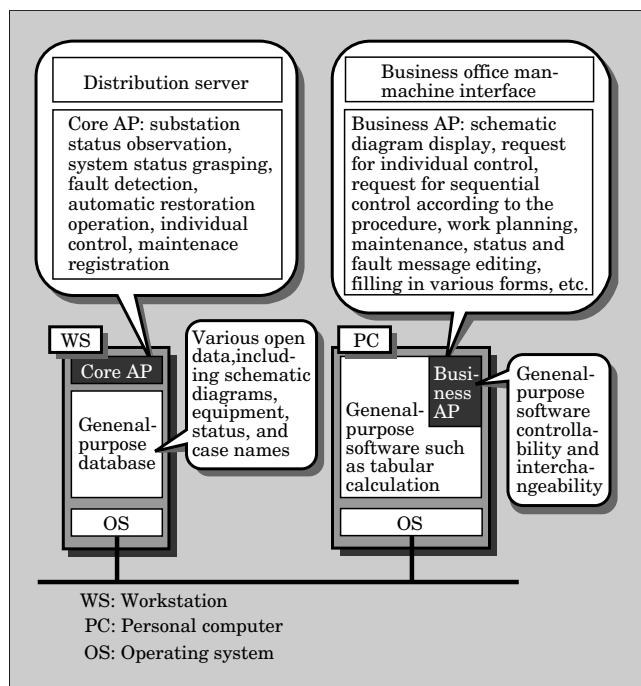 Distribution server
Core AP: substation
status observation,
system status grasping,
fault detection,
automatic restoration
operation, individual
control, maintenace
registration
Business office man-
machine interface
Business AP: schematic
diagram display, request
for individual control,
request for sequential
control according to the
procedure, work planning,
maintenance, status and
fault message editing,
filling in various forms, etc.
WS
Core AP
Genenal-
purpose
database
OS
Various open
data,includ-
ing schematic
diagrams,
equipment,
status, and
case names
PC
Busi-
ness
AP
Genenal-
purpose
software such
as tabular
calculation
OS
Genenal-
purpose
software
controlla-
bility and
intercha-
ngeability
WS: Workstation
PC: Personal computer
OS: Operating system